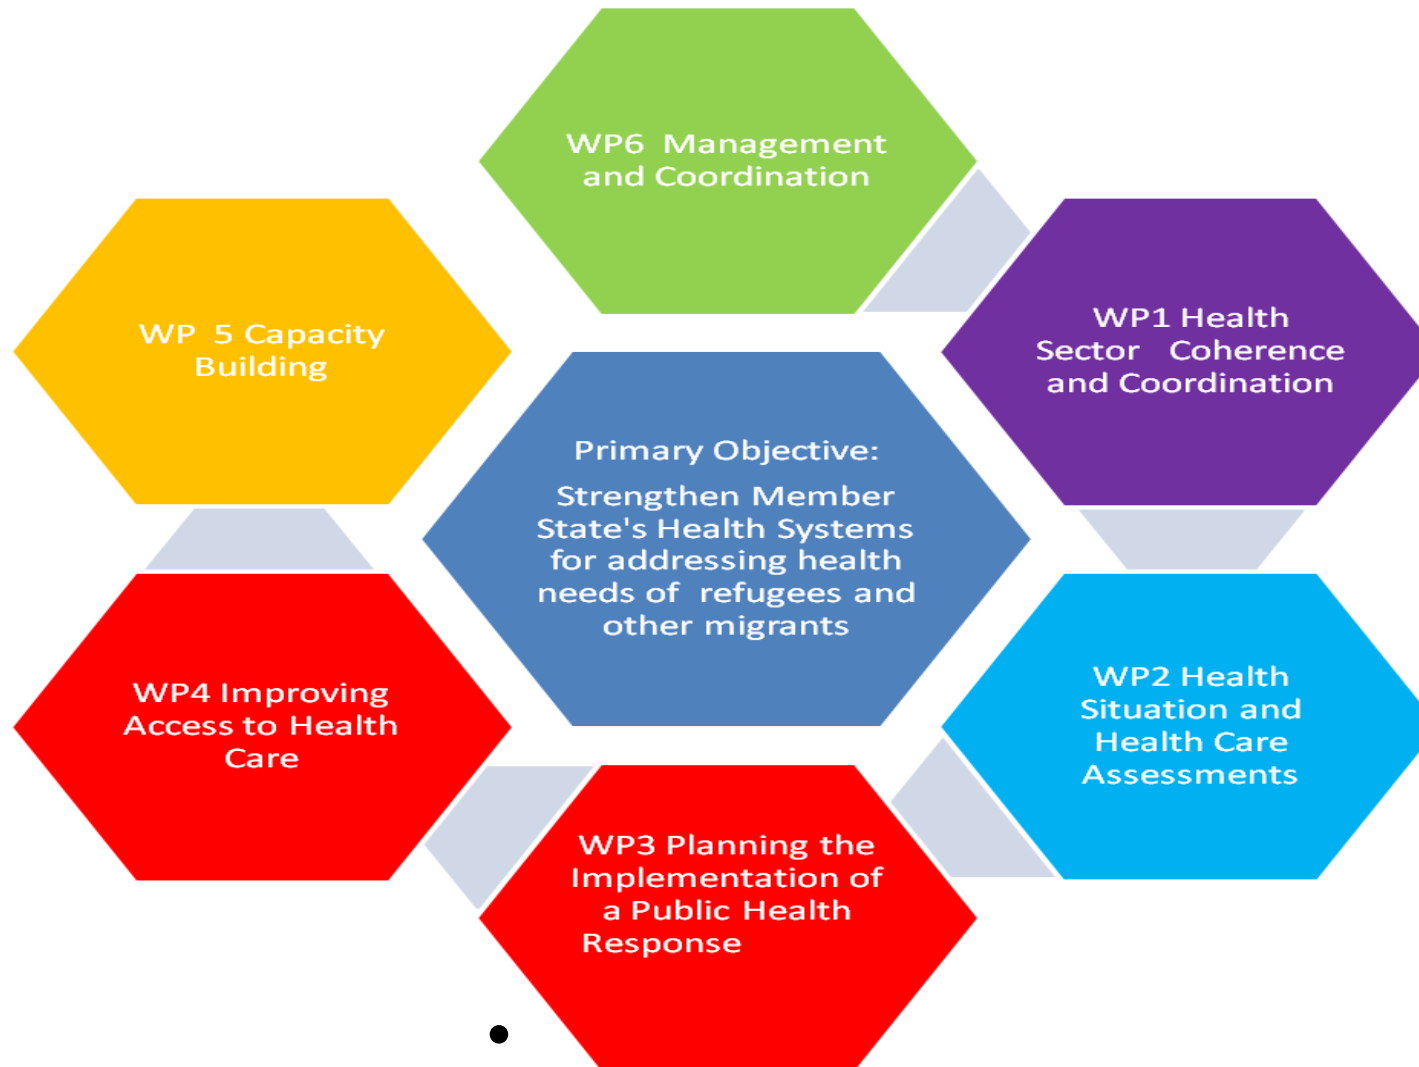 WP6  Management
and Coordination
WP1 Health
Sector   Coherence
and Coordination
WP  5 Capacity
Building
Primary Objective:
Strengthen Member
State's Health Systems
for addressing health
needs of  refugees and
other migrants
WP2 Health
Situation and
Health Care
Assessments
WP4 Improving
Access to Health
Care
WP3 Planning the
Implementation of
a Public Health
Response
•